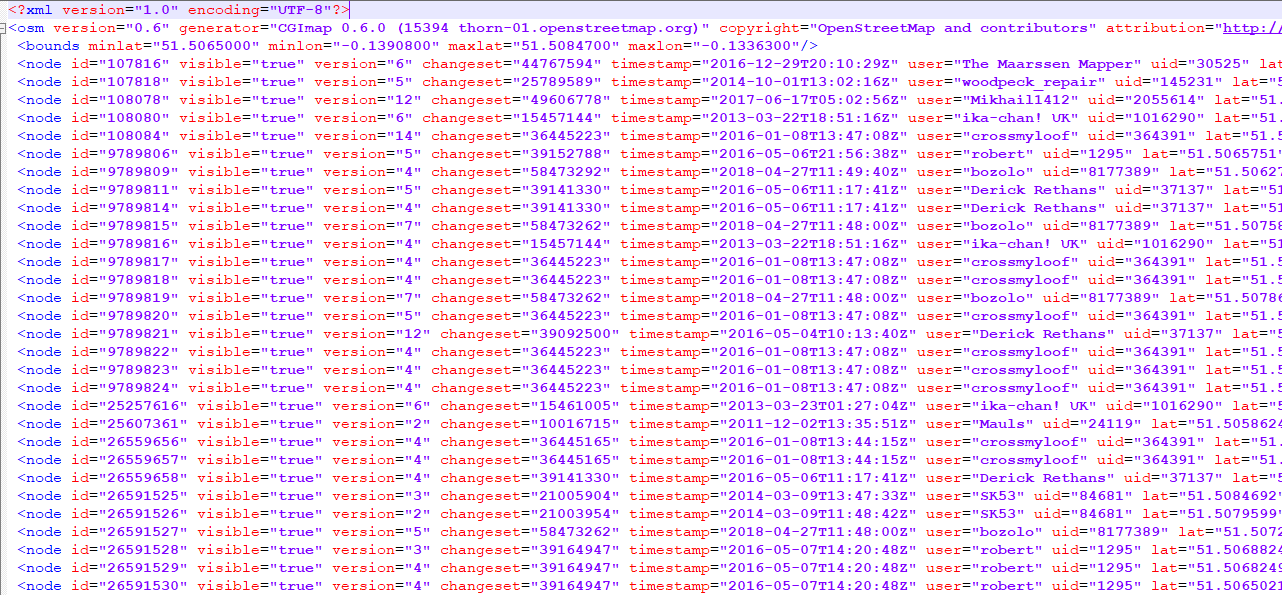 <?xml version="1.0" encoding="UTF-8"?>
<osm version="0.6" generator="CGImap 0.6.0 (15394 thorn-01.openstreetmap.org)" copyright="OpenStreetMap and contributors" attribution="http://
<bounds minlat="51.5065000" minlon="-0.1390800" maxlat="51.5084700" maxlon="-0.1336300"/>
<node id="107816" visible="true" version="6" changeset="44767594" timestamp="2016-12-29T20:10:29Z" user="The Maarssen Mapper" uid="30525" lat
<node id="107818" visible="true" version="5" changeset="25789589" timestamp="2014-10-01T13:02:16Z" user="woodpeck_repair" uid="145231" lat="5
<node id="108078" visible="true" version="12" changeset="49606778" timestamp="2017-06-17T05:02:56Z" user="Mikhail1412" uid="2055614" lat="51.
<node id="108080" visible="true" version="6" changeset="15457144" timestamp="2013-03-22T18:51:16Z" user="ika-chan! UK" uid="1016290" lat="51.
<node id="108084" visible="true" version="14" changeset="36445223" timestamp="2016-01-08T13:47:08Z" user="crossmyloof" uid="364391" lat="51.5
<node id="9789806" visible="true" version="5" changeset="39152788" timestamp="2016-05-06T21:56:38Z" user="robert" uid="1295" lat="51.5065751"
<node id="9789809" visible="true" version="4" changeset="58473292" timestamp="2018-04-27T11:49:40Z" user="bozolo" uid="8177389" lat="51.50627
<node id="9789811" visible="true" version="5" changeset="39141330" timestamp="2016-05-06T11:17:41Z" user="Derick Rethans" uid="37137" lat="51
<node id="9789814" visible="true" version="4" changeset="39141330" timestamp="2016-05-06T11:17:41Z" user="Derick Rethans" uid="37137" lat="51
<node id="9789815" visible="true" version="7" changeset="58473262" timestamp="2018-04-27T11:48:00Z" user="bozolo" uid="8177389" lat="51.50758
<node id="9789816" visible="true" version="4" changeset="15457144" timestamp="2013-03-22T18:51:16Z" user="ika-chan! UK" uid="1016290" lat="51
<node id="9789817" visible="true" version="4" changeset="36445223" timestamp="2016-01-08T13:47:08Z" user="crossmyloof" uid="364391" lat="51.5
<node id="9789818" visible="true" version="4" changeset="36445223" timestamp="2016-01-08T13:47:08Z" user="crossmyloof" uid="364391" lat="51.5
<node id="9789819" visible="true" version="7" changeset="58473262" timestamp="2018-04-27T11:48:00Z" user="bozolo" uid="8177389" lat="51.50786
<node id="9789820" visible="true" version="5" changeset="36445223" timestamp="2016-01-08T13:47:08Z" user="crossmyloof" uid="364391" lat="51.5
<node id="9789821" visible="true" version="12" changeset="39092500" timestamp="2016-05-04T10:13:40Z" user="Derick Rethans" uid="37137" lat="5
<node id="9789822" visible="true" version="4" changeset="36445223" timestamp="2016-01-08T13:47:08Z" user="crossmyloof" uid="364391" lat="51.5
<node id="9789823" visible="true" version="4" changeset="36445223" timestamp="2016-01-08T13:47:08Z" user="crossmyloof" uid="364391" lat="51.5
<node id="9789824" visible="true" version="4" changeset="36445223" timestamp="2016-01-08T13:47:08Z" user="crossmyloof" uid="364391" lat="51.5
<node id="25257616" visible="true" version="6" changeset="15461005" timestamp="2013-03-23T01:27:04Z" user="ika-chan! UK" uid="1016290" lat="5
<node id="25607361" visible="true" version="2" changeset="10016715" timestamp="2011-12-02T13:35:51Z" user="Mauls" uid="24119" lat="51.5058624
<node id="26559656" visible="true" version="4" changeset="36445165" timestamp="2016-01-08T13:44:15Z" user="crossmyloof" uid="364391" lat="51.
<node id="26559657" visible="true" version="4" changeset="36445165" timestamp="2016-01-08T13:44:15Z" user="crossmyloof" uid="364391" lat="51.
<node id="26559658" visible="true" version="4" changeset="39141330" timestamp="2016-05-06T11:17:41Z" user="Derick Rethans" uid="37137" lat="5
<node id="26591525" visible="true" version="3" changeset="21005904" timestamp="2014-03-09T13:47:33Z" user="SK53" uid="84681" lat="51.5084692"
<node id="26591526" visible="true" version="2" changeset="21003954" timestamp="2014-03-09T11:48:42Z" user="SK53" uid="84681" lat="51.5079599"
<node id="26591527" visible="true" version="5" changeset="58473262" timestamp="2018-04-27T11:48:00Z" user="bozolo" uid="8177389" lat="51.5072
<node id="26591528" visible="true" version="3" changeset="39164947" timestamp="2016-05-07T14:20:48Z" user="robert" uid="1295" lat="51.5068824
<node id="26591529" visible="true" version="4" changeset="39164947" timestamp="2016-05-07T14:20:48Z" user="robert" uid="1295" lat="51.5068249
<node id="26591530" visible="true" version="4" changeset="39164947" timestamp="2016-05-07T14:20:48Z" user="robert" uid="1295" lat="51.5065021